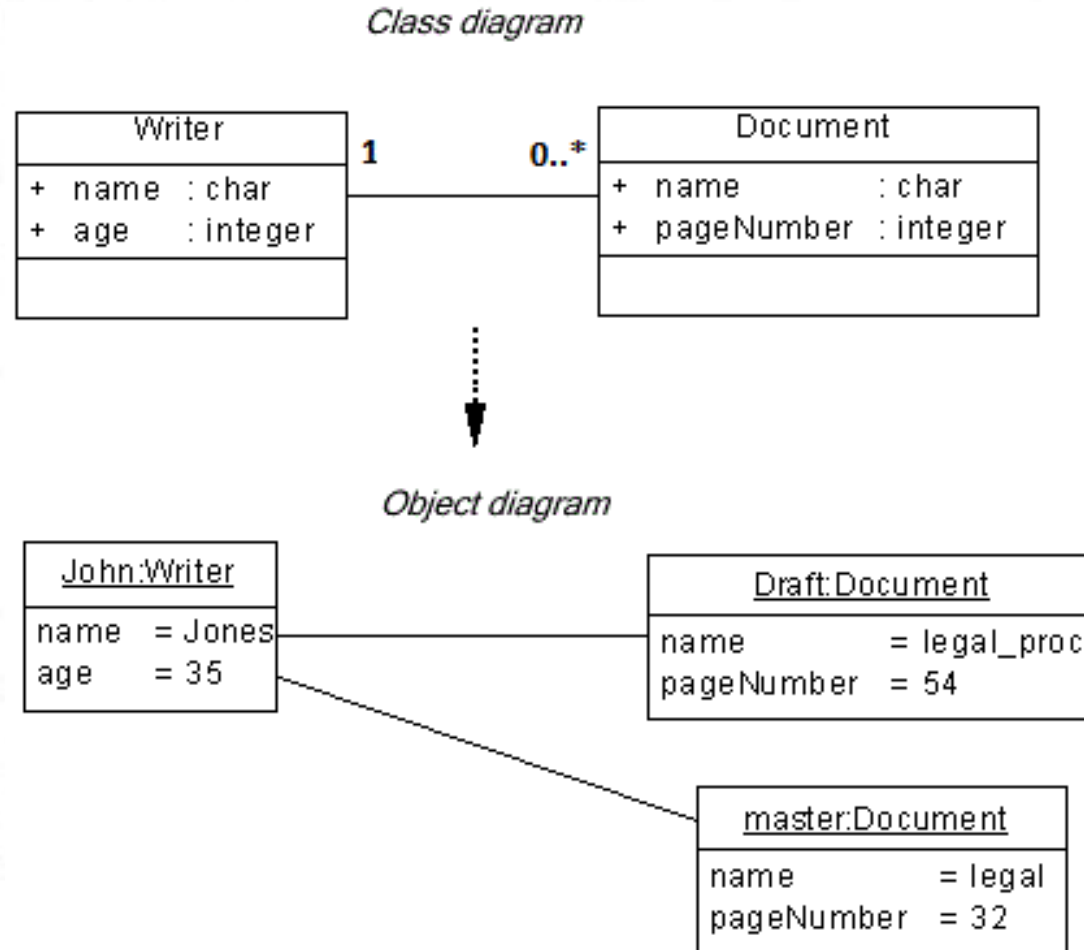 Class diagram
Writer
1
0..*
+ name : char
+ age : integer
Document
+ name : char
+ pageNumber : integer
Object diagram
John:Writer
name = Jones
age = 35
Draft:Document
name = legal_proc
pageNumber = 54
master:Document
name = legal
pageNumber = 32